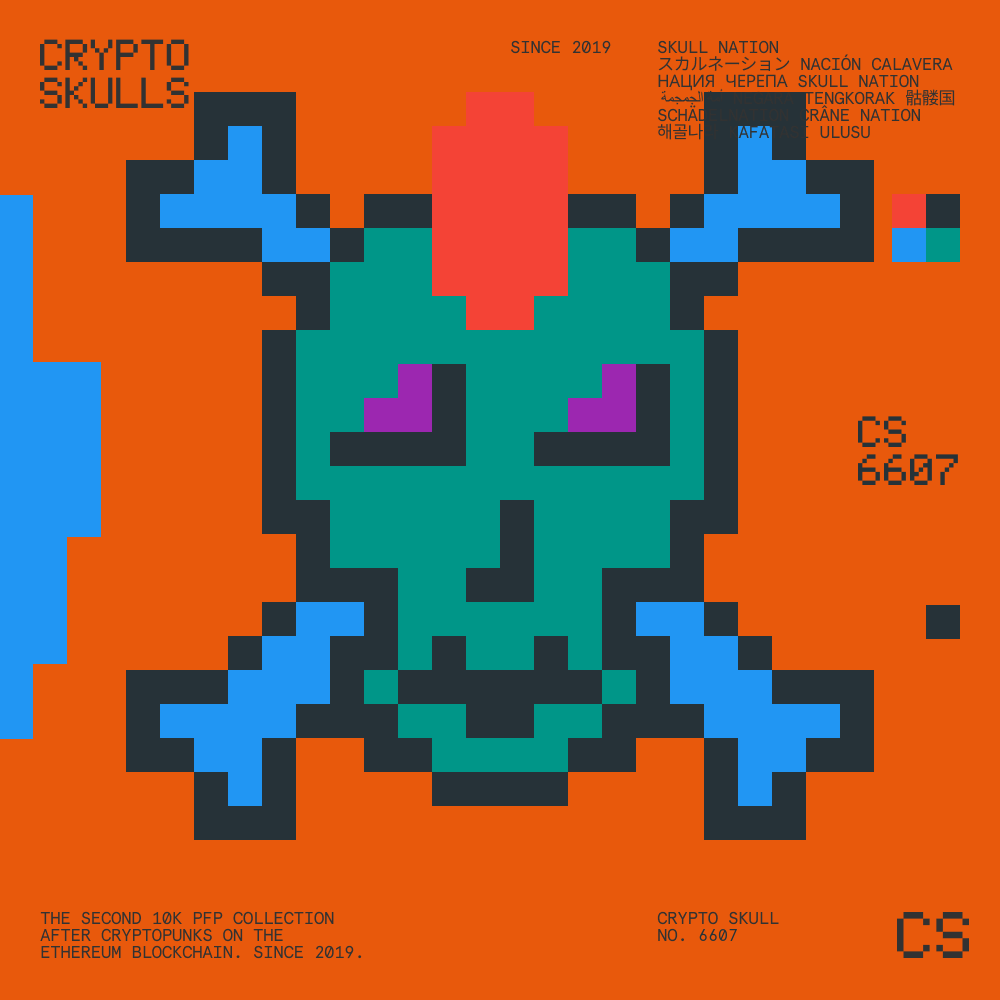 CRYPTO
SKULLS
SINCE 2019
SKULL NATION
スカルネーション NACIÓN CALAVERA
НАЦИЯ ЧЕРЕПА SKULL NATION
TENGKORAK 骷髅国
CRÂNE NATION
해골나 ULUSU
CS
6607
THE SECOND 10K PFP COLLECTION
AFTER CRYPTOPUNKS ON THE
ETHEREUM BLOCKCHAIN. SINCE 2019.
CRYPTO SKULL
NO. 6607
CS